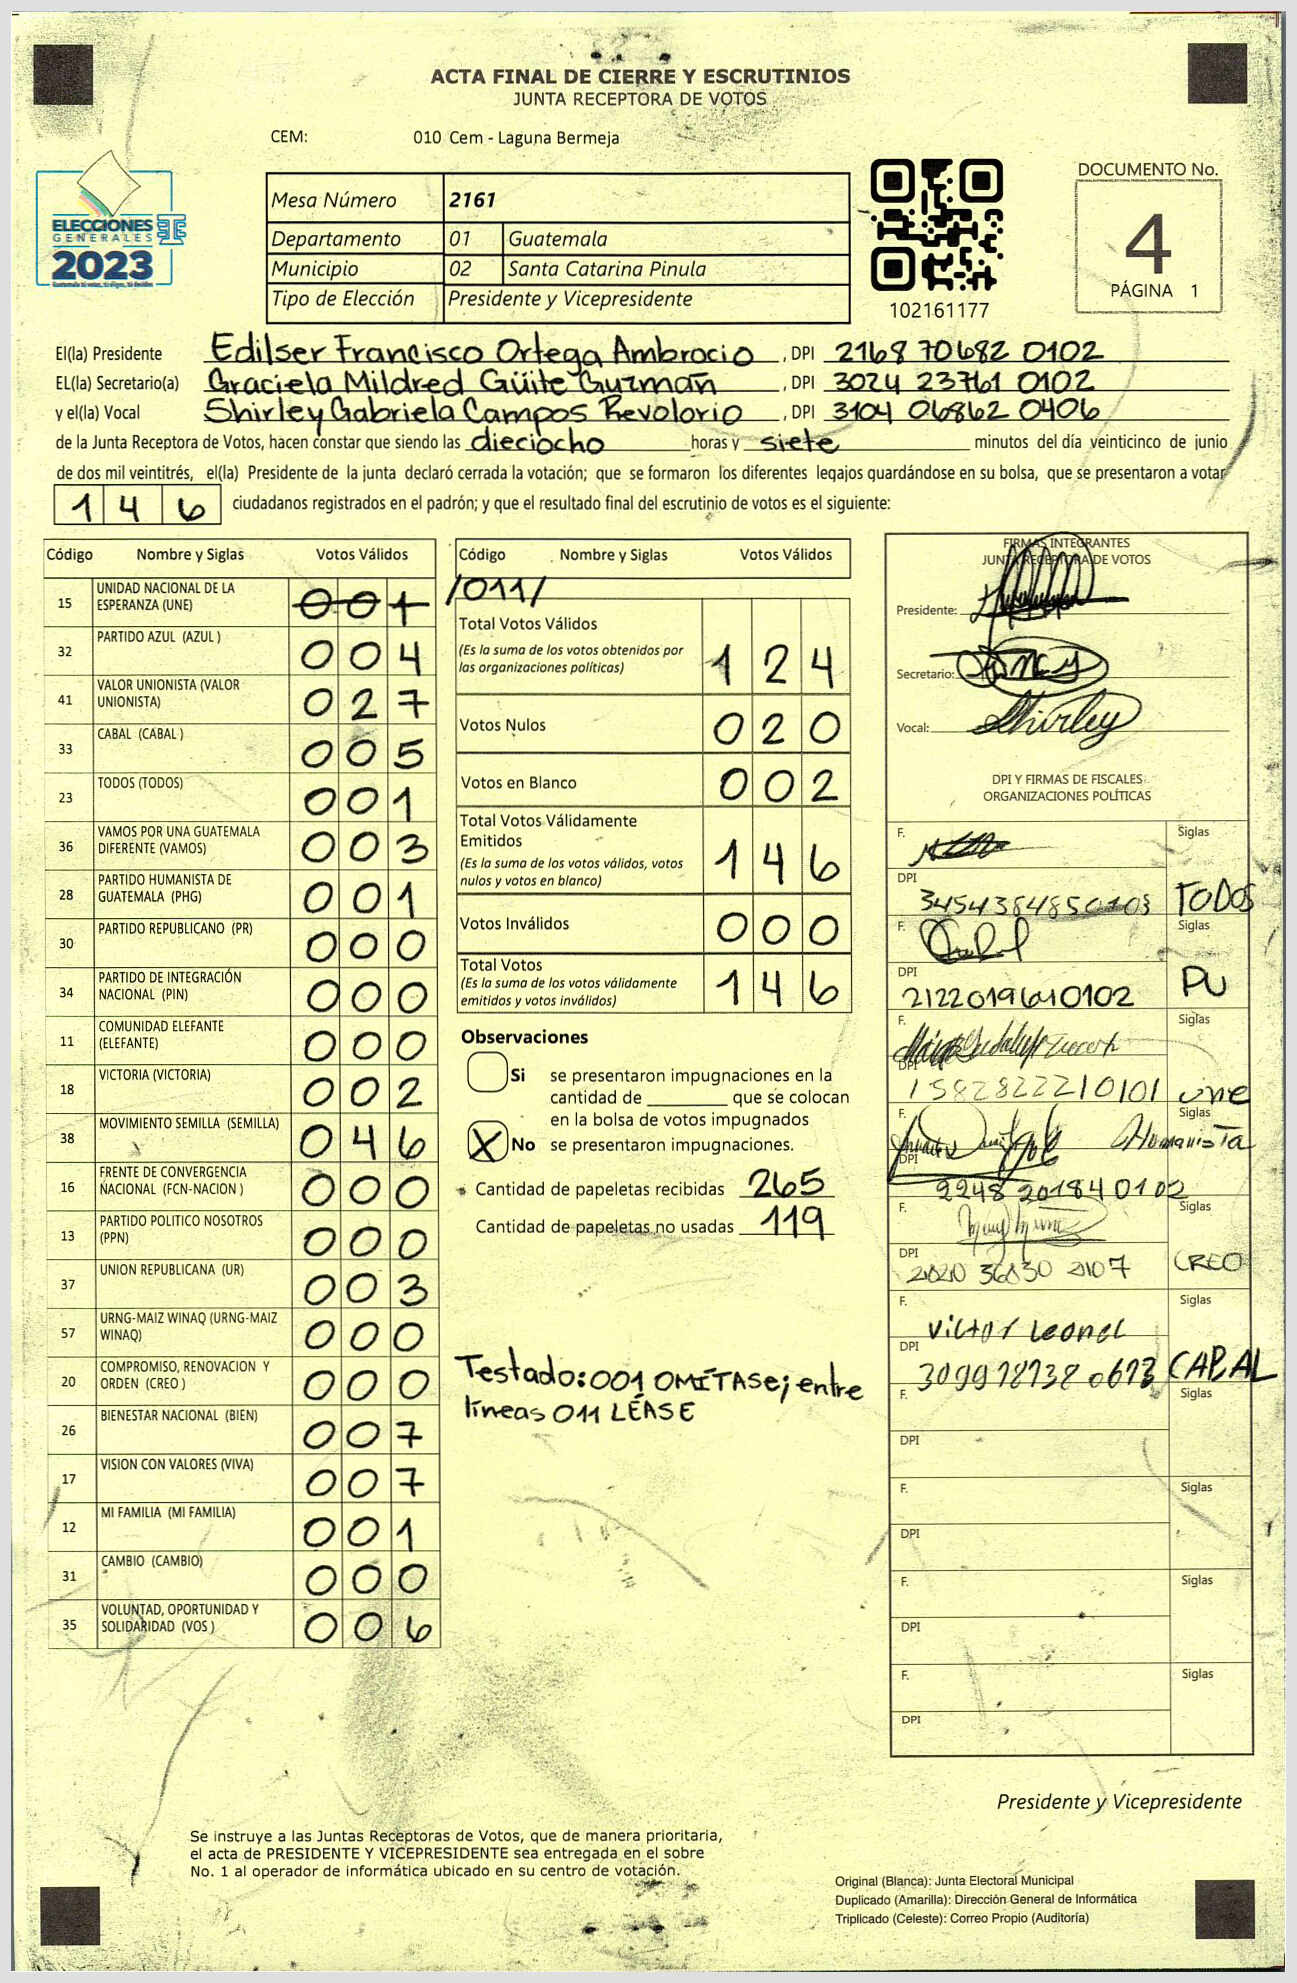 ACTA FINAL DE CIERRE Y ESCRUTINIOS
JUNTA RECEPTORA DE VOTOS
CEM: 010 Cem - Laguna Bermeja
ELECCIONES
GENERALES
2023
Mesa Número 2161
Departamento 01 Guatemala
Municipio 02 Santa Catarina Pinula
Tipo de Elección Presidente y Vicepresidente
102161177
DOCUMENTO No.
4
PÁGINA 1
El(la) Presidente Edilser Francisco Ortega Ambrocio , DPI 2168 70682 0102
EL(la) Secretario(a) Graciela Mildred Güite Guzmán , DPI 3024 23761 0102
y el(la) Vocal Shirley Gabriela Campos Revolorio , DPI 3104 06862 0406
de la Junta Receptora de Votos, hacen constar que siendo las dieciocho horas y siete minutos del día veinticinco de junio
de dos mil veintitrés, el(la) Presidente de la junta declaró cerrada la votación; que se formaron los diferentes legajos guardándose en su bolsa, que se presentaron a votar
146 ciudadanos registrados en el padrón; y que el resultado final del escrutinio de votos es el siguiente:
Código Nombre y Siglas Votos Válidos
15 UNIDAD NACIONAL DE LA ESPERANZA (UNE) 001 /011/
32 PARTIDO AZUL (AZUL ) 004
41 VALOR UNIONISTA (VALOR UNIONISTA) 027
33 CABAL (CABAL ) 005
23 TODOS (TODOS) 001
36 VAMOS POR UNA GUATEMALA DIFERENTE (VAMOS) 003
28 PARTIDO HUMANISTA DE GUATEMALA (PHG) 001
30 PARTIDO REPUBLICANO (PR) 000
34 PARTIDO DE INTEGRACIÓN NACIONAL (PIN) 000
11 COMUNIDAD ELEFANTE (ELEFANTE) 000
18 VICTORIA (VICTORIA) 002
38 MOVIMIENTO SEMILLA (SEMILLA) 046
16 FRENTE DE CONVERGENCIA NACIONAL (FCN-NACION ) 000
13 PARTIDO POLITICO NOSOTROS (PPN) 000
37 UNION REPUBLICANA (UR) 003
57 URNG-MAIZ WINAQ (URNG-MAIZ WINAQ) 000
20 COMPROMISO, RENOVACION Y ORDEN (CREO ) 000
26 BIENESTAR NACIONAL (BIEN) 007
17 VISION CON VALORES (VIVA) 007
12 MI FAMILIA (MI FAMILIA) 001
31 CAMBIO (CAMBIO) 000
35 VOLUNTAD, OPORTUNIDAD Y SOLIDARIDAD (VOS ) 006
Código Nombre y Siglas Votos Válidos
Total Votos Válidos
(Es la suma de los votos obtenidos por
las organizaciones políticas) 124
Votos Nulos 020
Votos en Blanco 002
Total Votos Válidamente
Emitidos
(Es la suma de los votos válidos, votos
nulos y votos en blanco) 146
Votos Inválidos 000
Total Votos
(Es la suma de los votos válidamente
emitidos y votos inválidos) 146
Observaciones
Si se presentaron impugnaciones en la
cantidad de ________ que se colocan
en la bolsa de votos impugnados
X No se presentaron impugnaciones.
Cantidad de papeletas recibidas 265
Cantidad de papeletas no usadas 119
Testado: 001 OMÍTASE; entre
líneas 011 LÉASE
FIRMAS INTEGRANTES
JUNTA RECEPTORA DE VOTOS
Presidente:
Secretario:
Vocal: Shirley
DPI Y FIRMAS DE FISCALES
ORGANIZACIONES POLÍTICAS
F. Siglas
DPI 3454384850103 TODOS
F. Siglas
DPI 2122019640102 PU
F. Siglas
DPI 1582822210101 une
F. Siglas
Humanista
DPI 2248 20184 0102
F. Siglas
DPI 2020 36030 0107 CREO
F. Victor Leonel Siglas
DPI CABAL
F. Siglas
DPI
F. Siglas
DPI
F. Siglas
DPI
F. Siglas
DPI
Presidente y Vicepresidente
Se instruye a las Juntas Receptoras de Votos, que de manera prioritaria,
el acta de PRESIDENTE Y VICEPRESIDENTE sea entregada en el sobre
No. 1 al operador de informática ubicado en su centro de votación.
Original (Blanca): Junta Electoral Municipal
Duplicado (Amarilla): Dirección General de Informática
Triplicado (Celeste): Correo Propio (Auditoría)